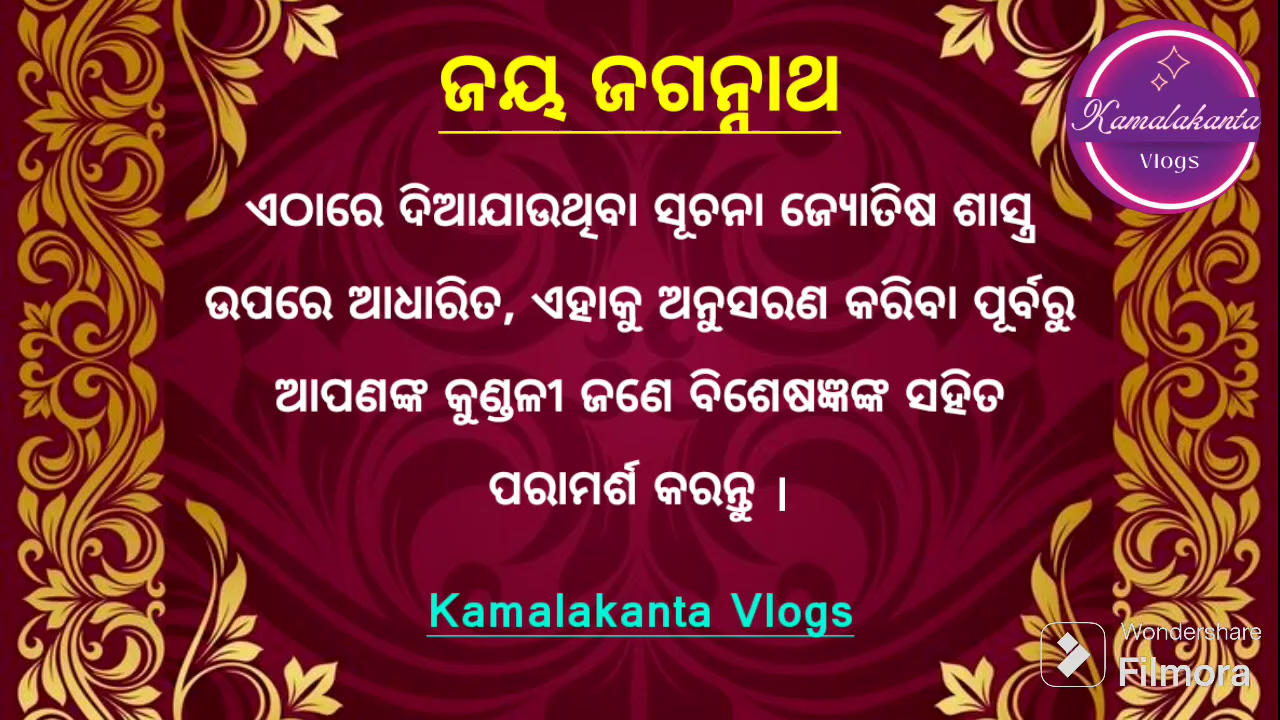 ଜୟ ଜଗନ୍ନାଥ
Kamalakanta
Vlogs
ଏଠାରେ ଦିଆଯାଉଥିବା ସୂଚନା ଜ୍ୟୋତିଷ ଶାସ୍ତ୍ର
ଉପରେ ଆଧାରିତ, ଏହାକୁ ଅନୁସରଣ କରିବା ପୂର୍ବରୁ
ଆପଣଙ୍କ କୁଣ୍ଡଳୀ ଜଣେ ବିଶେଷଜ୍ଞଙ୍କ ସହିତ
ପରାମର୍ଶ କରନ୍ତୁ ।
Kamalakanta Vlogs
Wondershare
Filmora